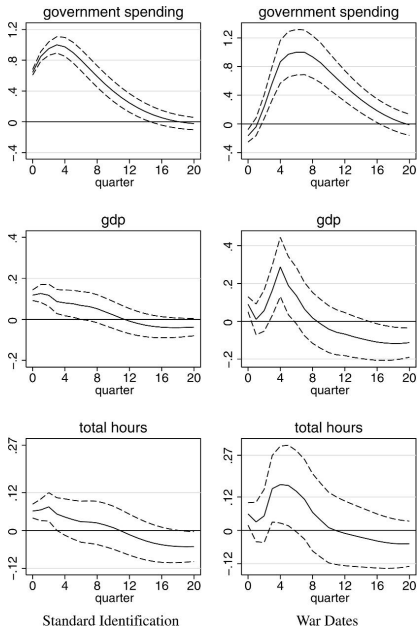 government spending
government spending
1.2
.8
.4
0
-.4
0 4 8 12 16 20
quarter
1.2
.8
.4
0
-.4
0 4 8 12 16 20
quarter
gdp
gdp
.4
.2
0
-.2
0 4 8 12 16 20
quarter
.4
.2
0
-.2
0 4 8 12 16 20
quarter
total hours
total hours
.27
.12
0
-.12
0 4 8 12 16 20
quarter
.27
.12
0
-.12
0 4 8 12 16 20
quarter
Standard Identification
War Dates